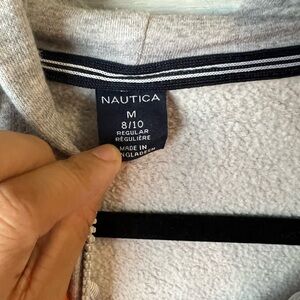 NAUTICA
M
8/10
REGULAR
RÉGULIÈRE
MADE IN